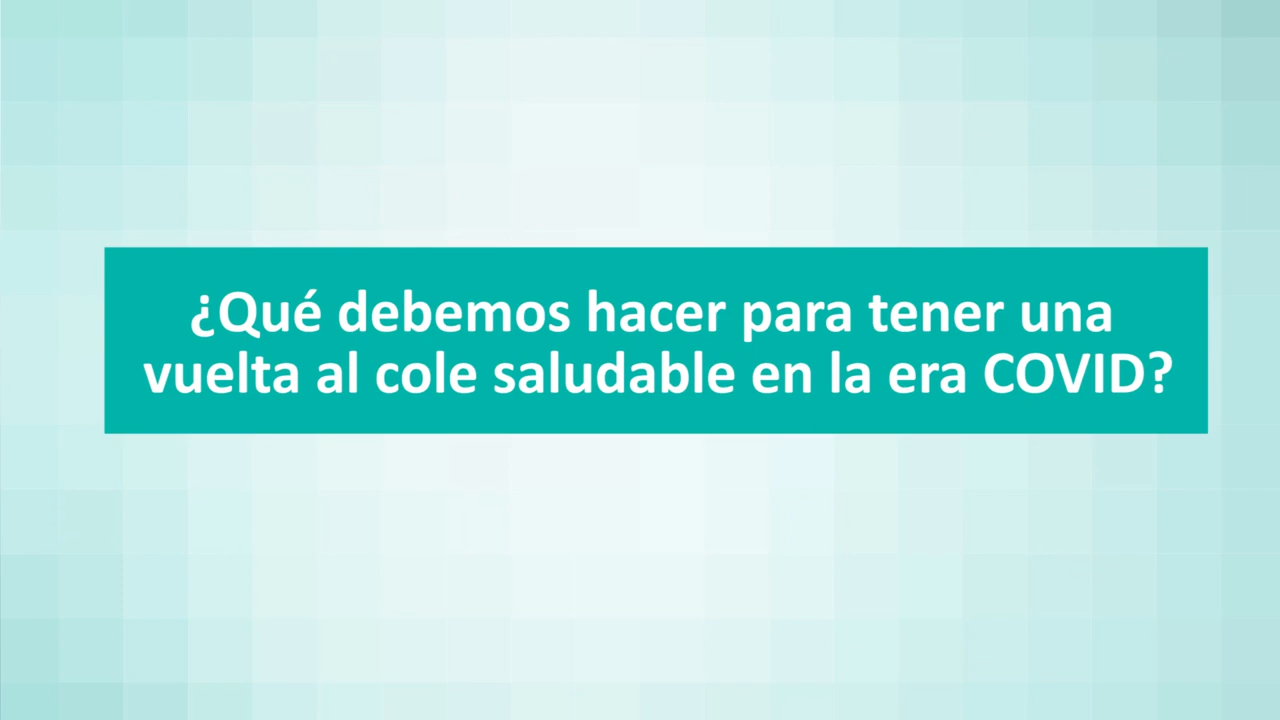 ¿Qué debemos hacer para tener una
vuelta al cole saludable en la era COVID?